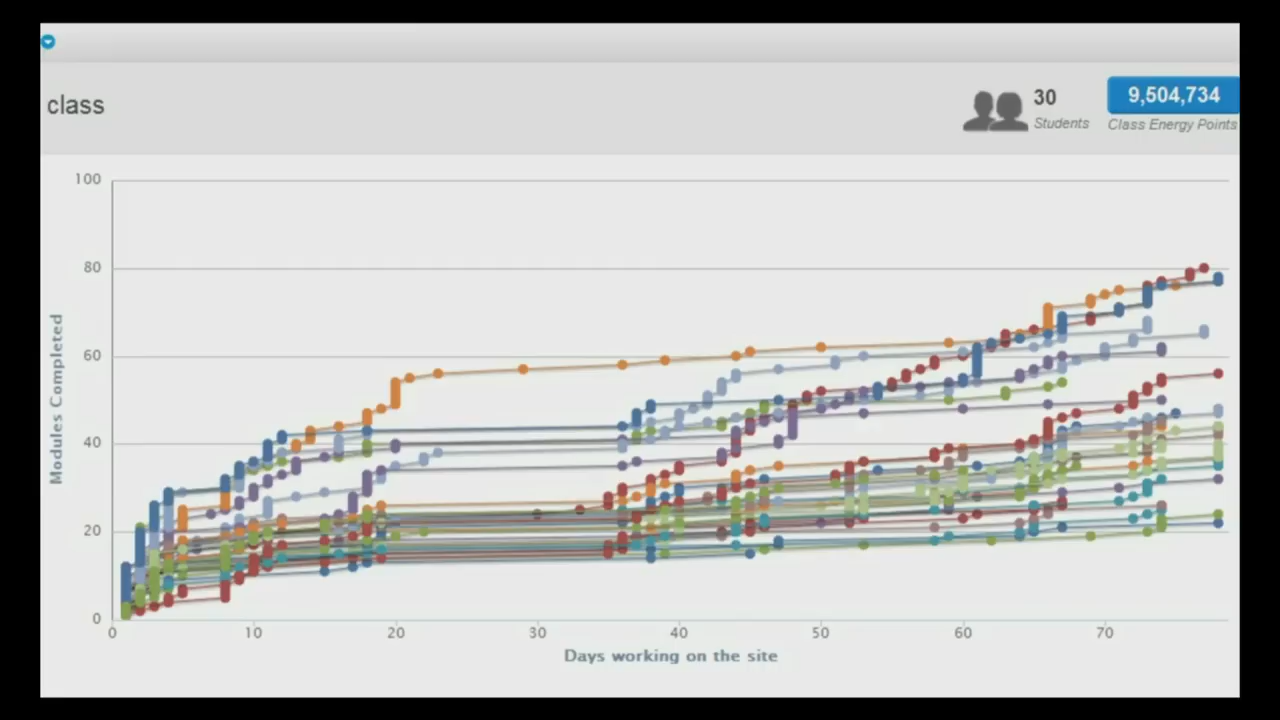 class
30
Students
9,504,734
Class Energy Points
100
80
60
40
20
0
Modules Completed
0 10 20 30 40 50 60 70
Days working on the site